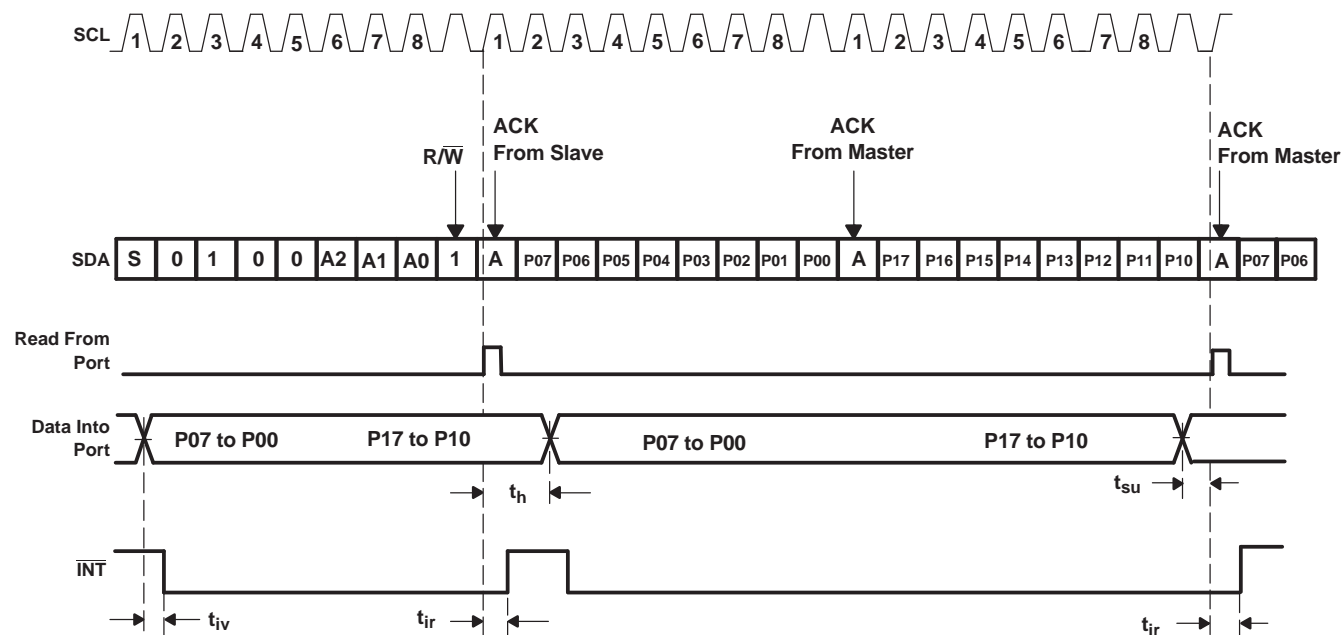 SCL 1 2 3 4 5 6 7 8 1 2 3 4 5 6 7 8 1 2 3 4 5 6 7 8
R/W̅
ACK
From Slave
ACK
From Master
ACK
From Master
SDA S 0 1 0 0 A2 A1 A0 1 A P07 P06 P05 P04 P03 P02 P01 P00 A P17 P16 P15 P14 P13 P12 P11 P10 A P07 P06
Read From
Port
Data Into
Port
P07 to P00 P17 to P10 P07 to P00 P17 to P10
th tsu
I̅N̅T̅
tiv tir tir